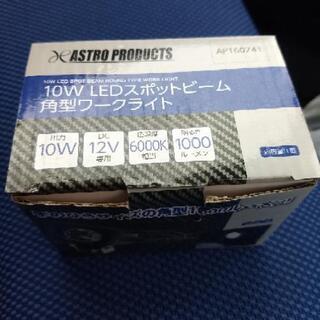 ASTRO PRODUCTS
AP160741
10W LED SPOT BEAM ROUND TYPE WORK LIGHT
10W LEDスポットビーム
角型ワークライト
出力 DC 色温度 明るさ
10W 12V 6000K 1000
専用 相当 ルーメン